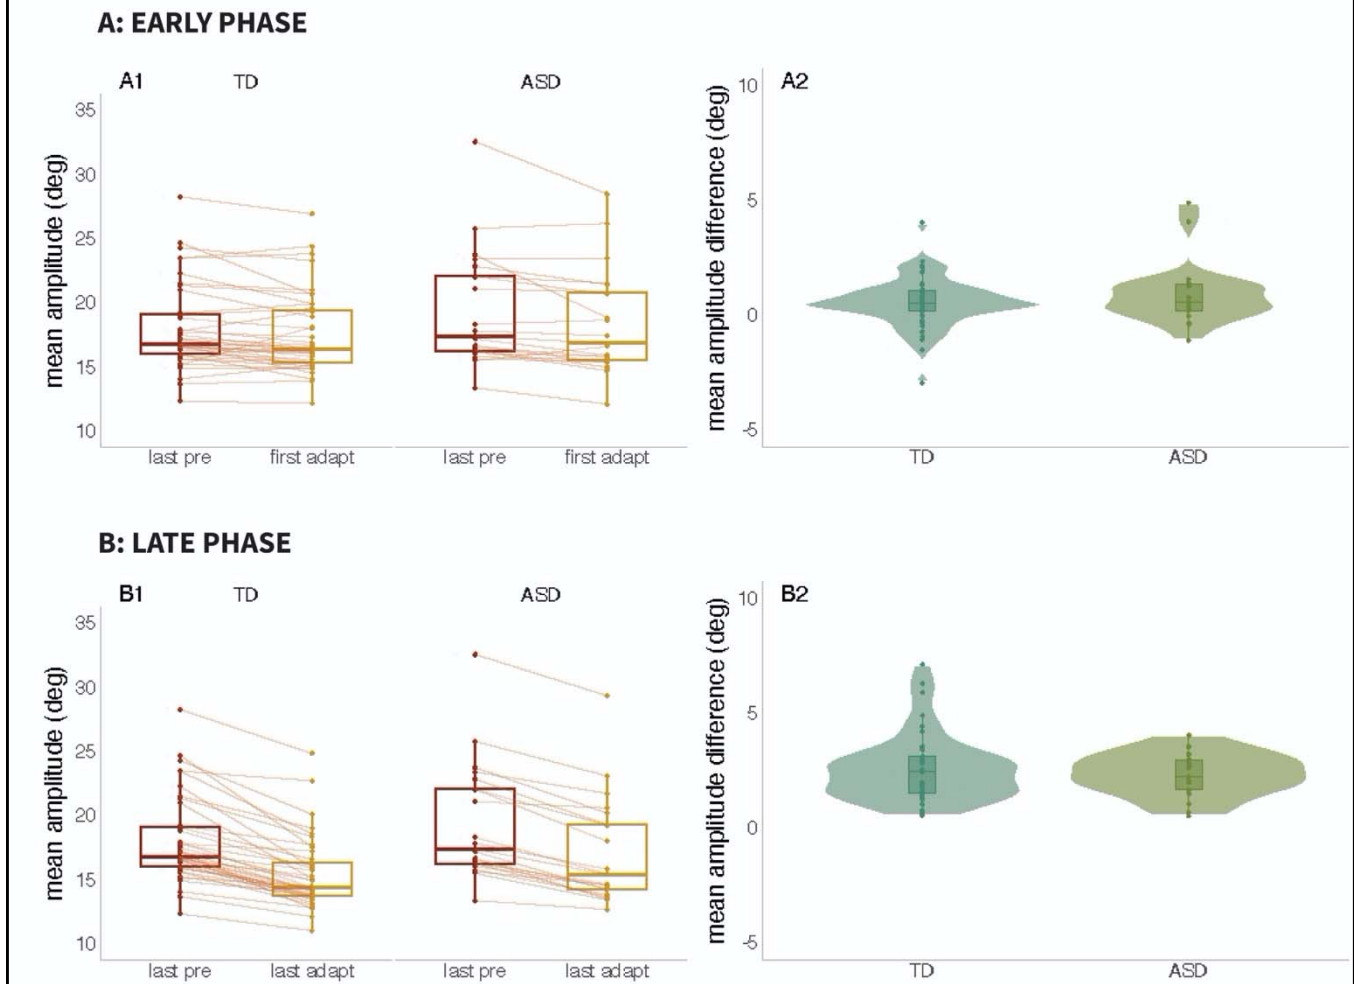 A: EARLY PHASE
A1 TD ASD
mean amplitude (deg)
35
30
25
20
15
10
last pre first adapt last pre first adapt
A2
mean amplitude difference (deg)
10
5
0
-5
TD ASD
B: LATE PHASE
B1 TD ASD
mean amplitude (deg)
35
30
25
20
15
10
last pre last adapt last pre last adapt
B2
mean amplitude difference (deg)
10
5
0
-5
TD ASD